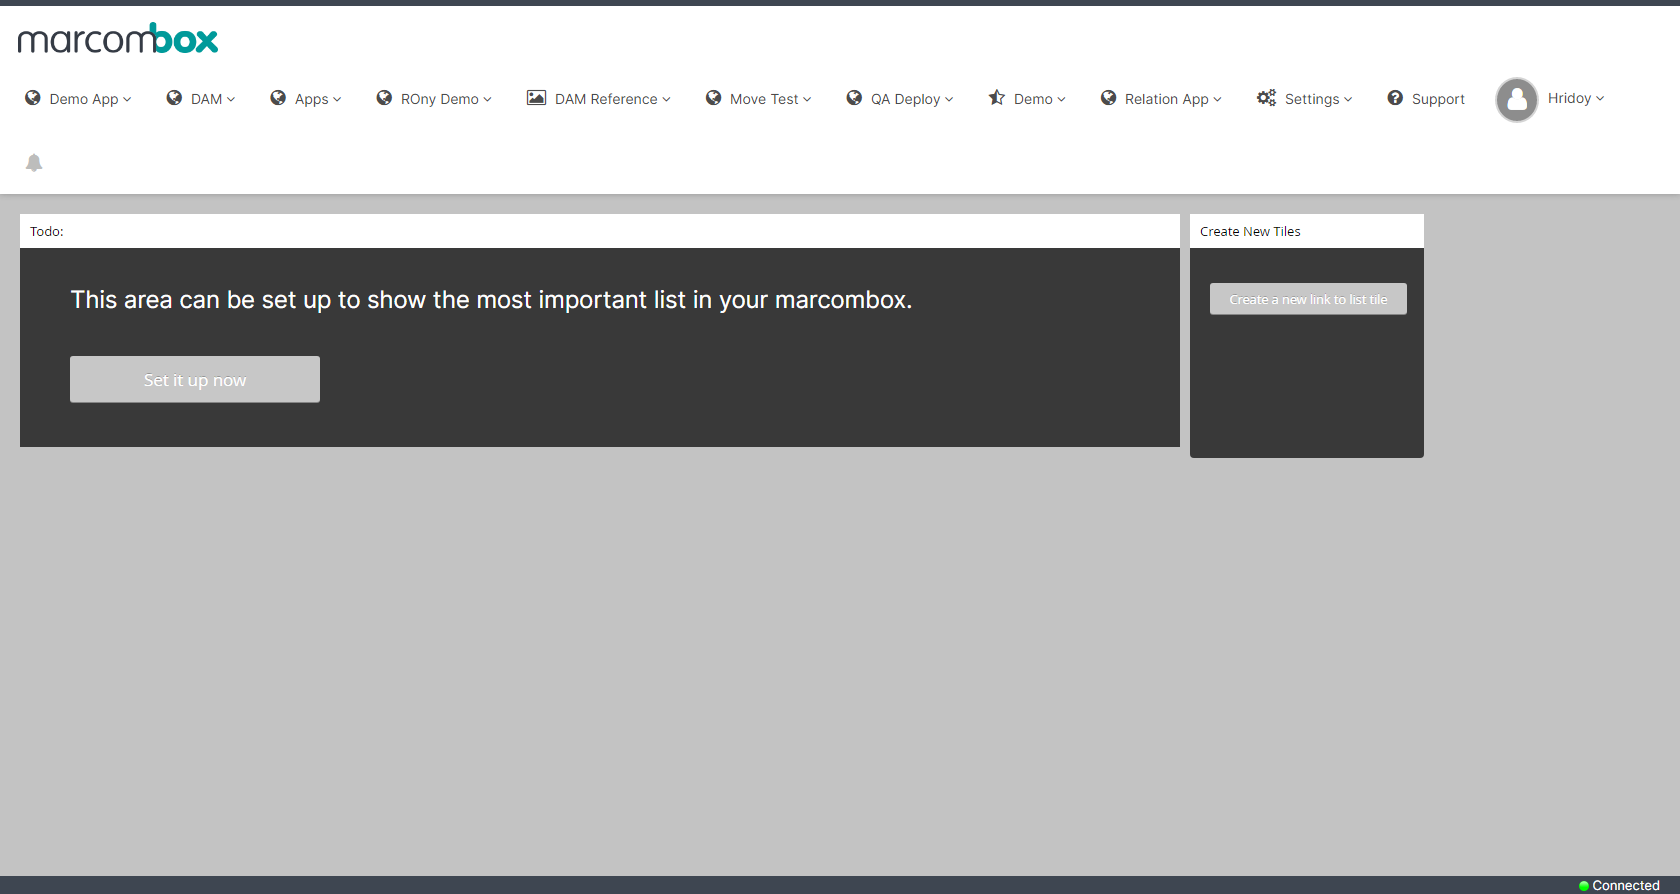 marcombox
Demo App DAM Apps ROny Demo DAM Reference Move Test QA Deploy Demo Relation App Settings Support Hridoy
Todo:
Create New Tiles
This area can be set up to show the most important list in your marcombox.
Create a new link to list tile
Set it up now
Connected